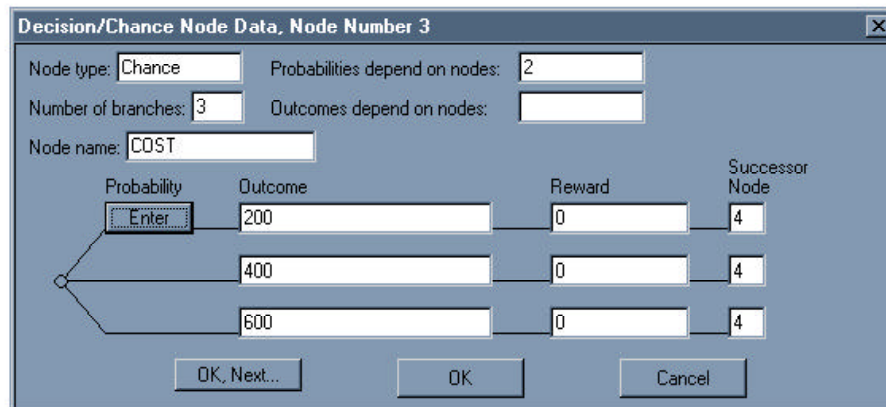 Decision/Chance Node Data, Node Number 3
Node type: Chance Probabilities depend on nodes: 2
Number of branches: 3 Outcomes depend on nodes:
Node name: COST
Probability Outcome Reward Successor Node
Enter 200 0 4
400 0 4
600 0 4
OK, Next... OK Cancel